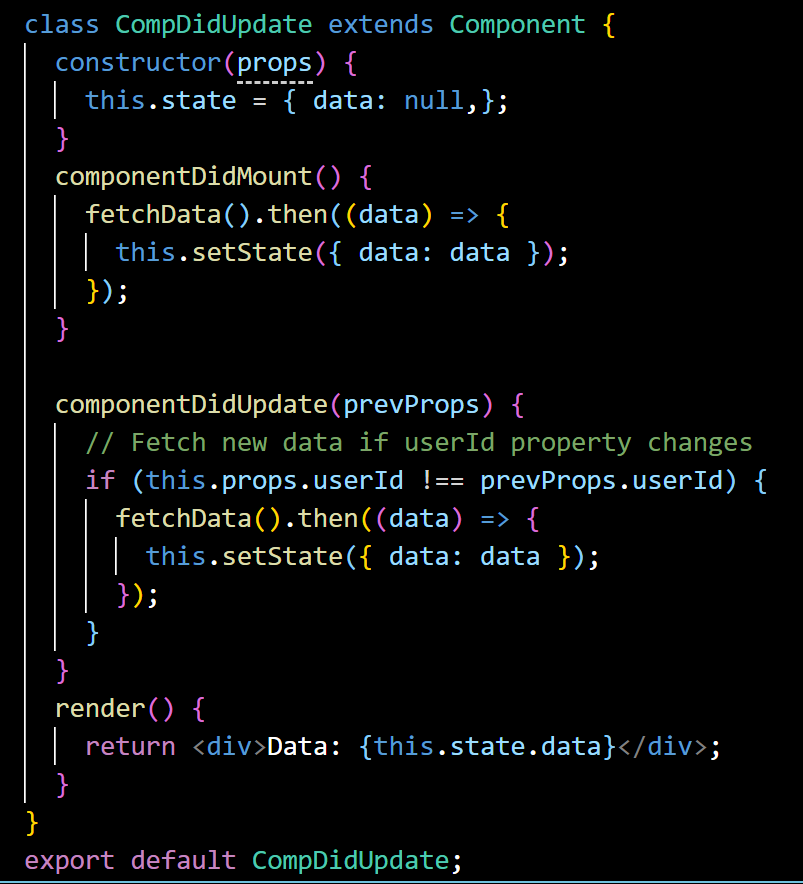 class CompDidUpdate extends Component {
  constructor(props) {
    this.state = { data: null,};
  }
  componentDidMount() {
    fetchData().then((data) => {
      this.setState({ data: data });
    });
  }

  componentDidUpdate(prevProps) {
    // Fetch new data if userId property changes
    if (this.props.userId !== prevProps.userId) {
      fetchData().then((data) => {
        this.setState({ data: data });
      });
    }
  }
  render() {
    return <div>Data: {this.state.data}</div>;
  }
}
export default CompDidUpdate;